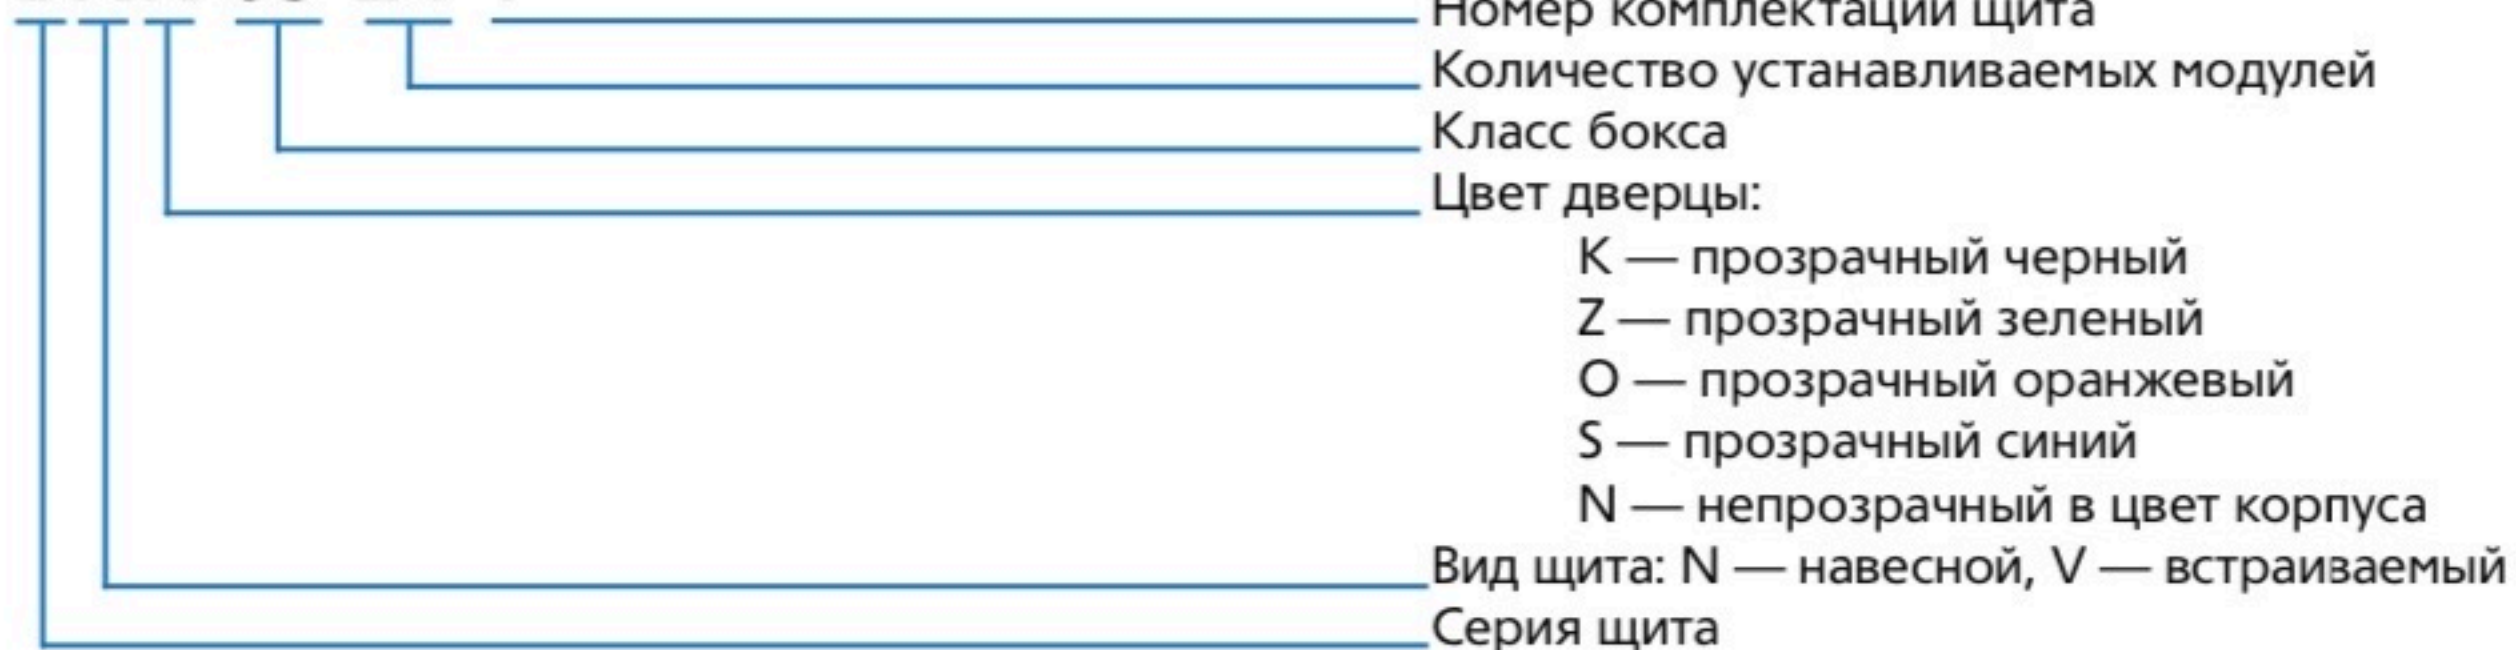 Номер комплектации щита
Количество устанавливаемых модулей
Класс бокса
Цвет дверцы:
K — прозрачный черный
Z — прозрачный зеленый
O — прозрачный оранжевый
S — прозрачный синий
N — непрозрачный в цвет корпуса
Вид щита: N — навесной, V — встраиваемый
Серия щита